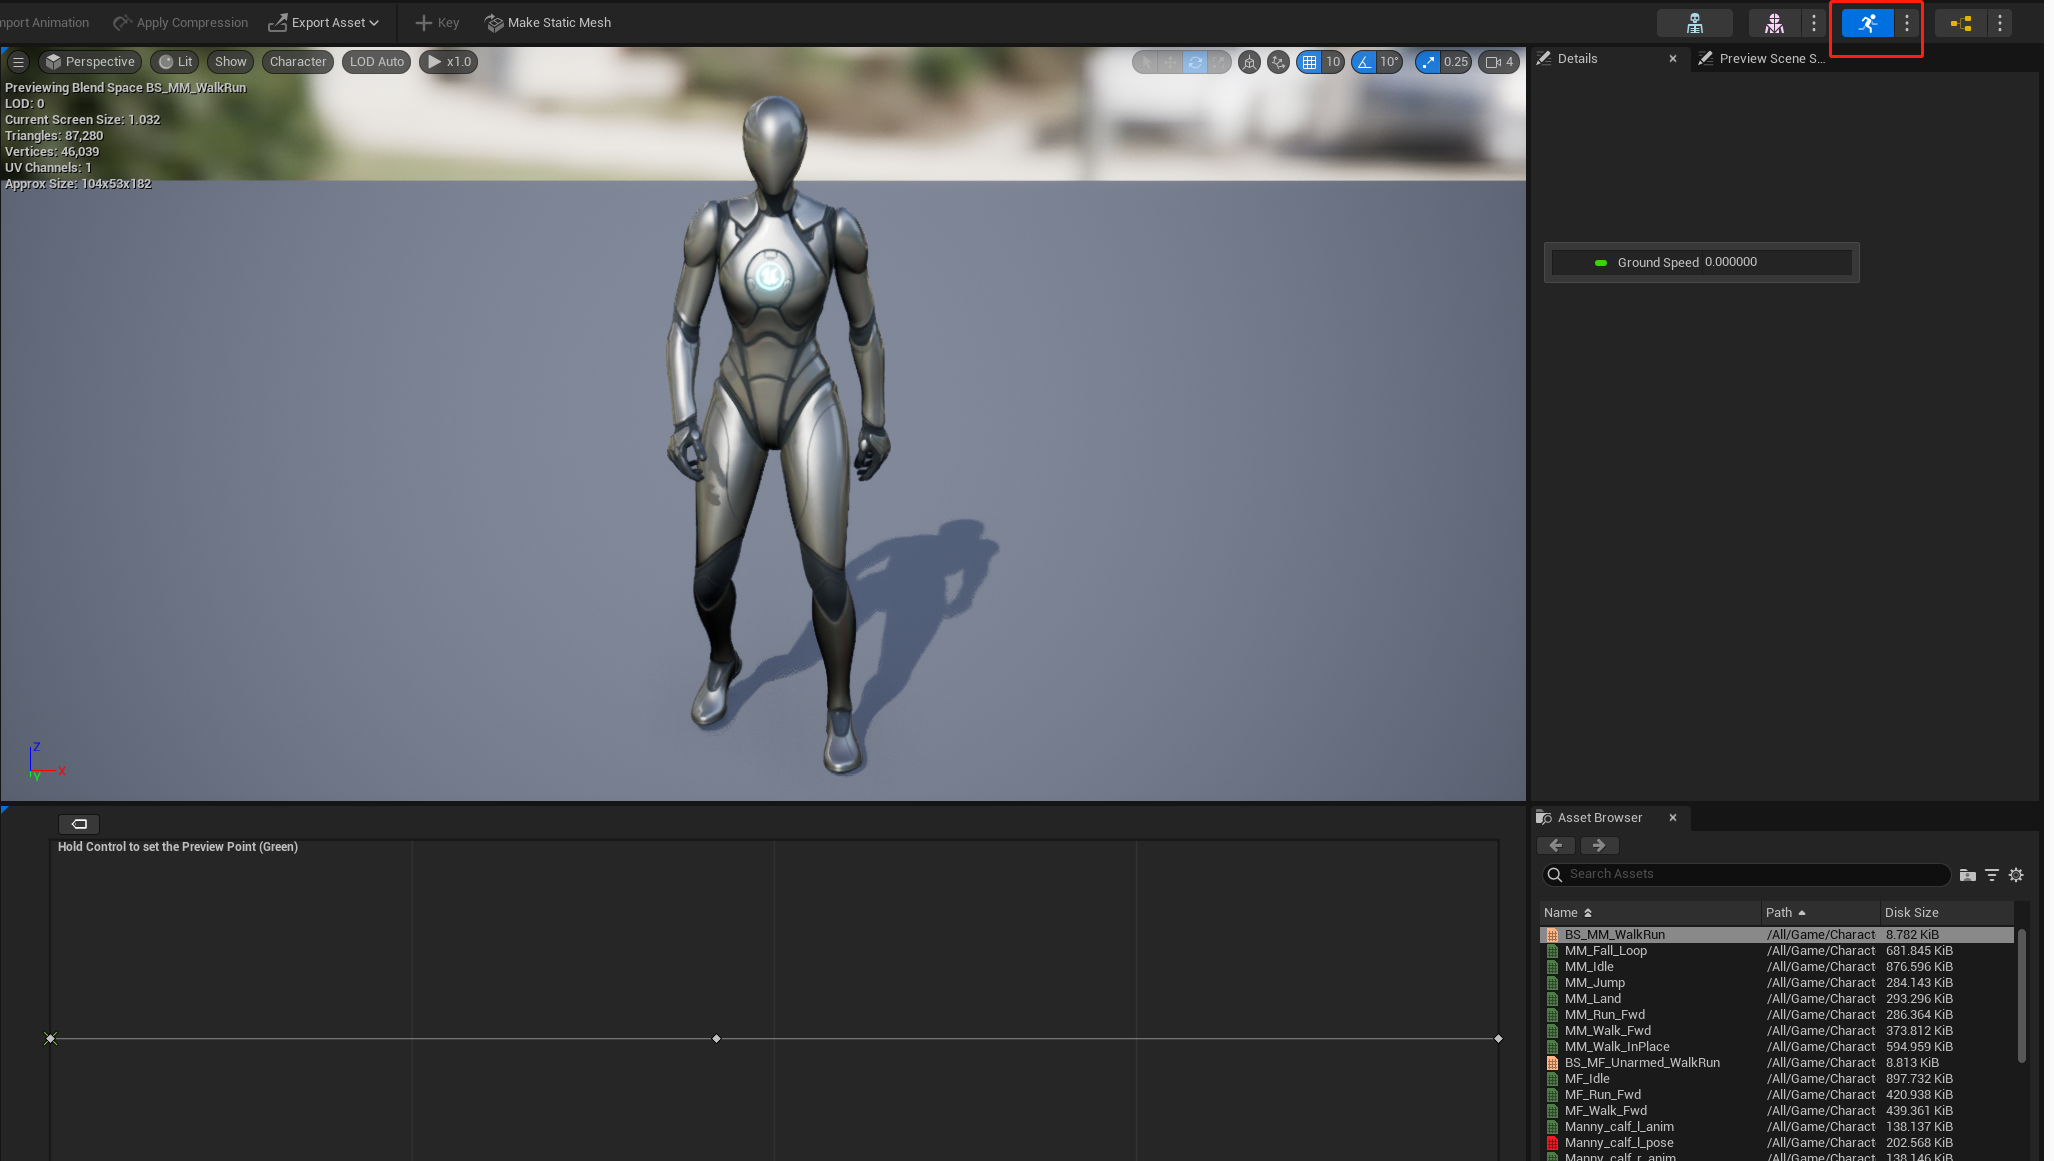 mport Animation Apply Compression Export Asset Key Make Static Mesh
Perspective Lit Show Character LOD Auto x1.0 10 10° 0.25 4
Details Preview Scene S...
Previewing Blend Space BS_MM_WalkRun
LOD: 0
Current Screen Size: 1.032
Triangles: 87,280
Vertices: 46,039
UV Channels: 1
Approx Size: 104x53x182
Ground Speed 0.000000
Z
X
Y
Hold Control to set the Preview Point (Green)
Asset Browser
Search Assets
Name Path Disk Size
BS_MM_WalkRun /All/Game/Charact 8.782 KiB
MM_Fall_Loop /All/Game/Charact 681.845 KiB
MM_Idle /All/Game/Charact 876.596 KiB
MM_Jump /All/Game/Charact 284.143 KiB
MM_Land /All/Game/Charact 293.296 KiB
MM_Run_Fwd /All/Game/Charact 286.364 KiB
MM_Walk_Fwd /All/Game/Charact 373.812 KiB
MM_Walk_InPlace /All/Game/Charact 594.959 KiB
BS_MF_Unarmed_WalkRun /All/Game/Charact 8.813 KiB
MF_Idle /All/Game/Charact 897.732 KiB
MF_Run_Fwd /All/Game/Charact 420.938 KiB
MF_Walk_Fwd /All/Game/Charact 439.361 KiB
Manny_calf_l_anim /All/Game/Charact 138.137 KiB
Manny_calf_l_pose /All/Game/Charact 202.568 KiB
Manny_calf_r_anim /All/Game/Charact 138.146 KiB